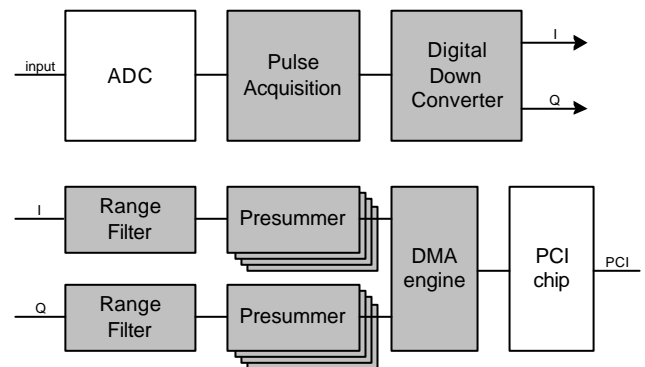 input
ADC
Pulse
Acquisition
Digital
Down
Converter
I
Q
I
Range
Filter
Presummer
DMA
engine
PCI
chip
PCI
Q
Range
Filter
Presummer